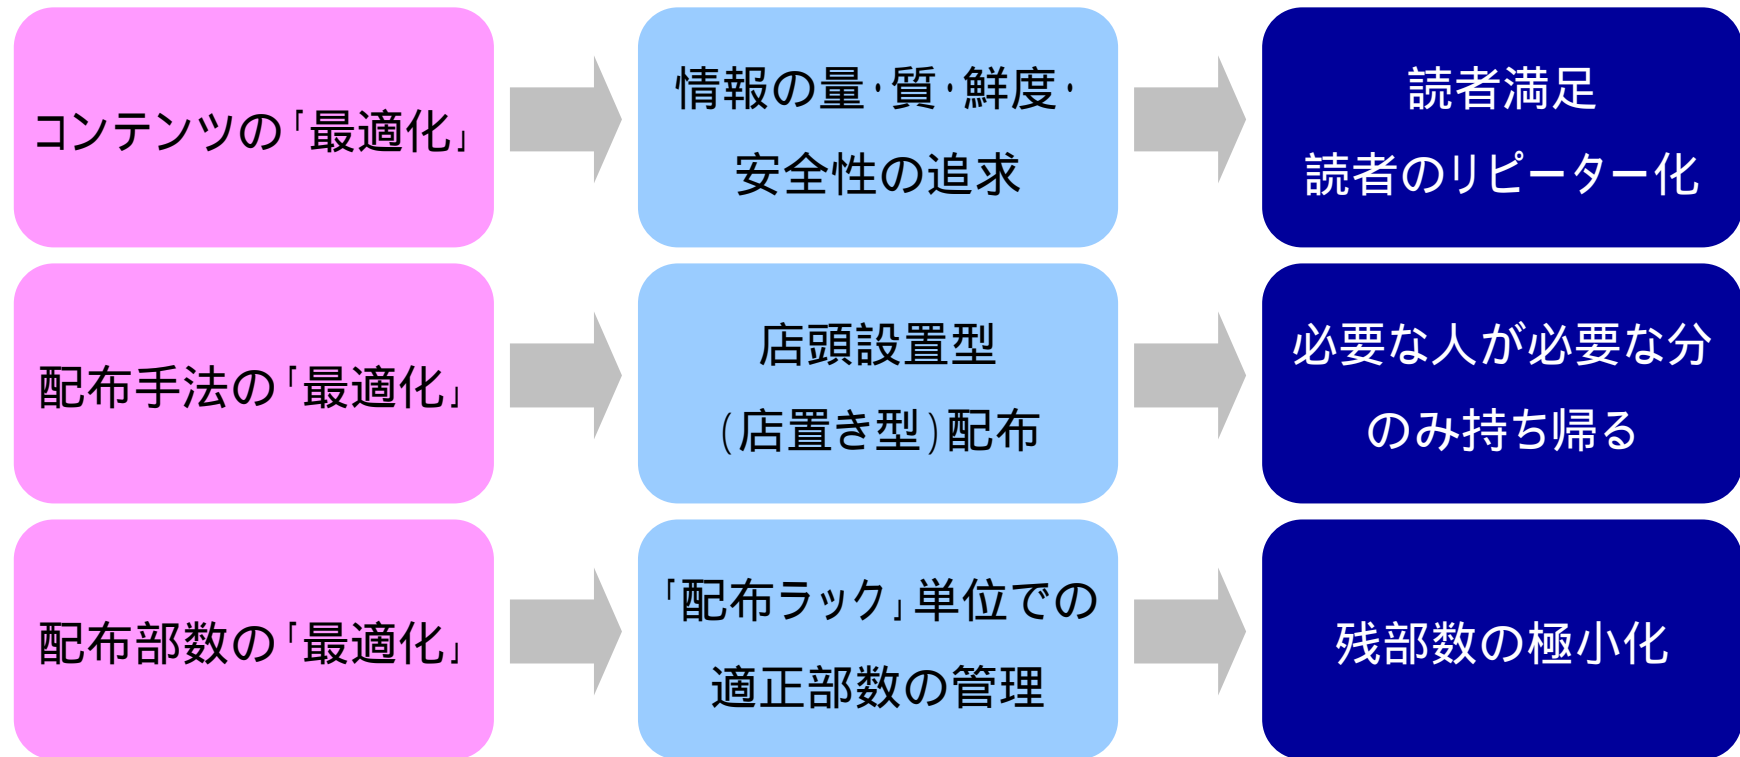 コンテンツの「最適化」
情報の量・質・鮮度・
安全性の追求
読者満足
読者のリピーター化
配布手法の「最適化」
店頭設置型
(店置き型)配布
必要な人が必要な分
のみ持ち帰る
配布部数の「最適化」
「配布ラック」単位での
適正部数の管理
残部数の極小化